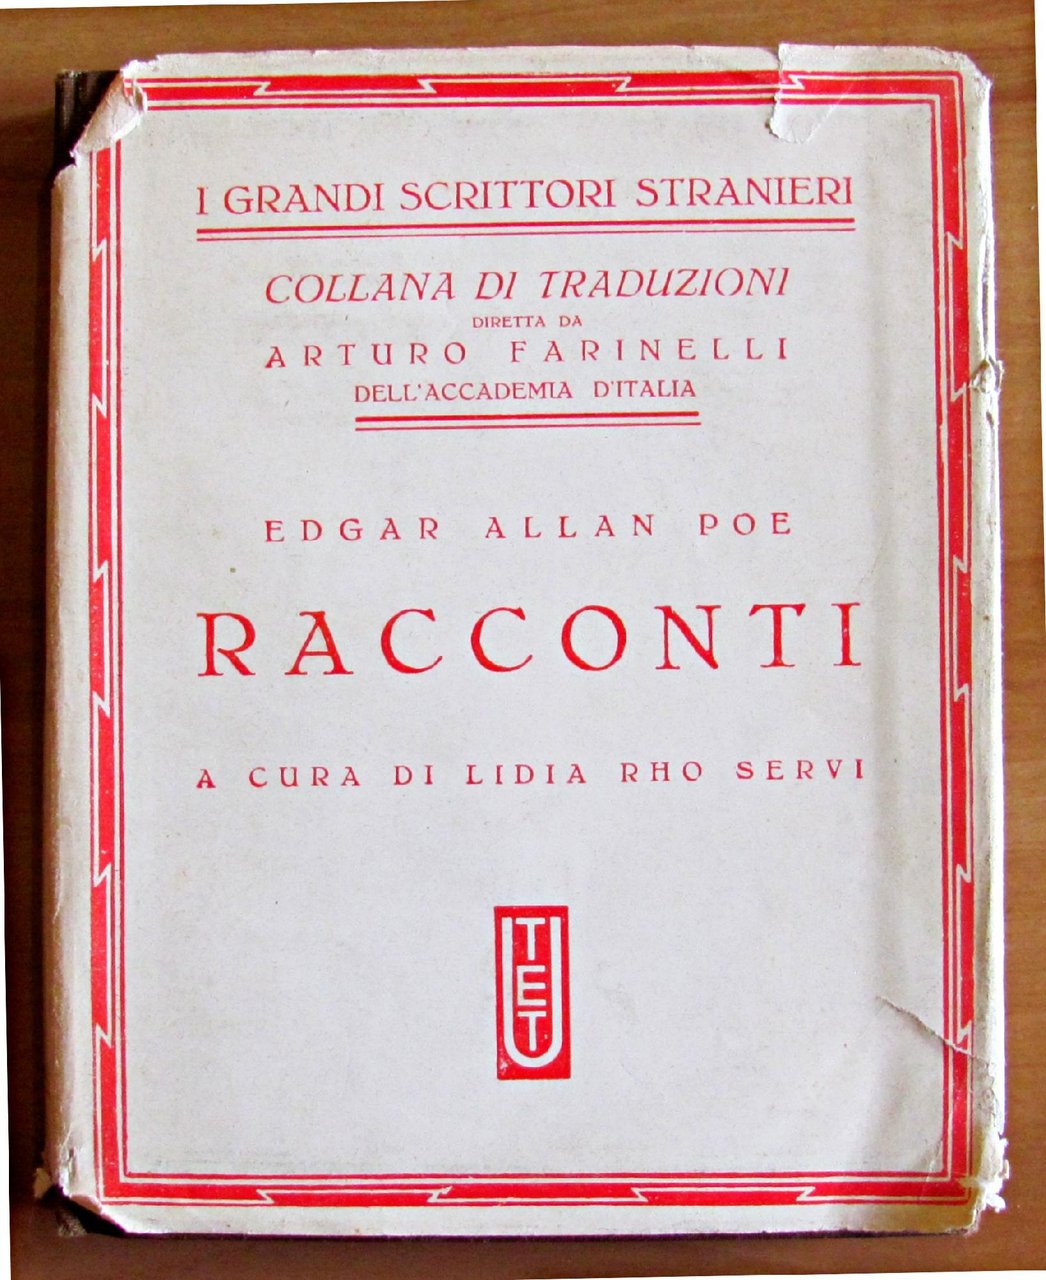 I GRANDI SCRITTORI STRANIERI
COLLANA DI TRADUZIONI
DIRETTA DA
ARTURO FARINELLI
DELL'ACCADEMIA D'ITALIA
EDGAR ALLAN POE
RACCONTI
A CURA DI LIDIA RHO SERVI
UTET